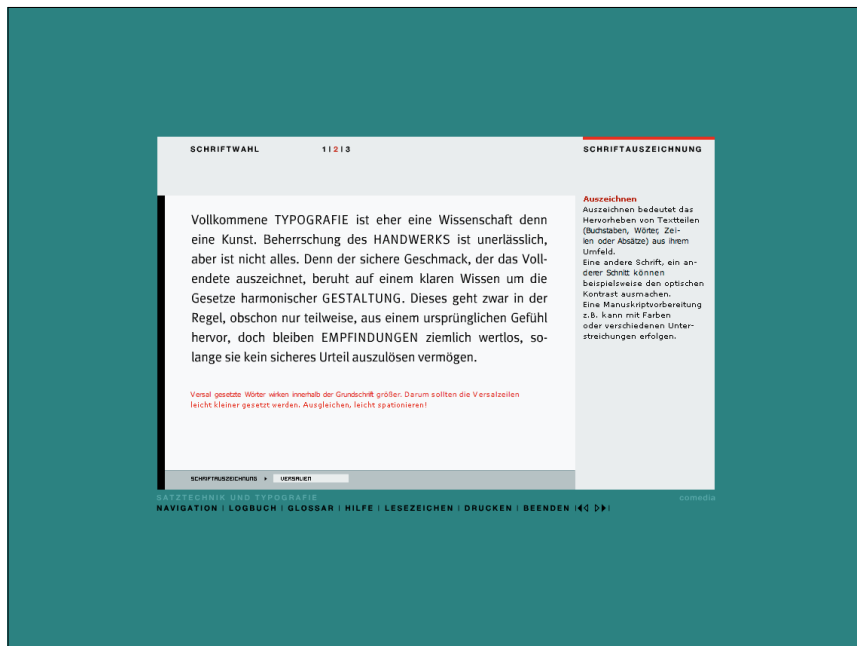 SCHRIFTWAHL
1 | 2 | 3
SCHRIFTAUSZEICHNUNG
Vollkommene TYPOGRAFIE ist eher eine Wissenschaft denn
eine Kunst. Beherrschung des HANDWERKS ist unerlässlich,
aber ist nicht alles. Denn der sichere Geschmack, der das Voll-
endete auszeichnet, beruht auf einem klaren Wissen um die
Gesetze harmonischer GESTALTUNG. Dieses geht zwar in der
Regel, obschon nur teilweise, aus einem ursprünglichen Gefühl
hervor, doch bleiben EMPFINDUNGEN ziemlich wertlos, so-
lange sie kein sicheres Urteil auszulösen vermögen.
Versal gesetzte Wörter wirken innerhalb der Grundschrift größer. Darum sollten die Versalzeilen
leicht kleiner gesetzt werden. Ausgleichen, leicht spationieren!
Auszeichnen
Auszeichnen bedeutet das
Hervorheben von Textteilen
(Buchstaben, Wörter, Zei-
len oder Absätze) aus ihrem
Umfeld.
Eine andere Schrift, ein an-
derer Schnitt können
beispielsweise den optischen
Kontrast ausmachen.
Eine Manuskriptvorbereitung
z.B. kann mit Farben
oder verschiedenen Unter-
streichungen erfolgen.
SCHRIFTAUSZEICHNUNG
VERSALIEN
SATZTECHNIK UND TYPOGRAFIE
comedia
NAVIGATION | LOGBUCH | GLOSSAR | HILFE | LESEZEICHEN | DRUCKEN | BEENDEN